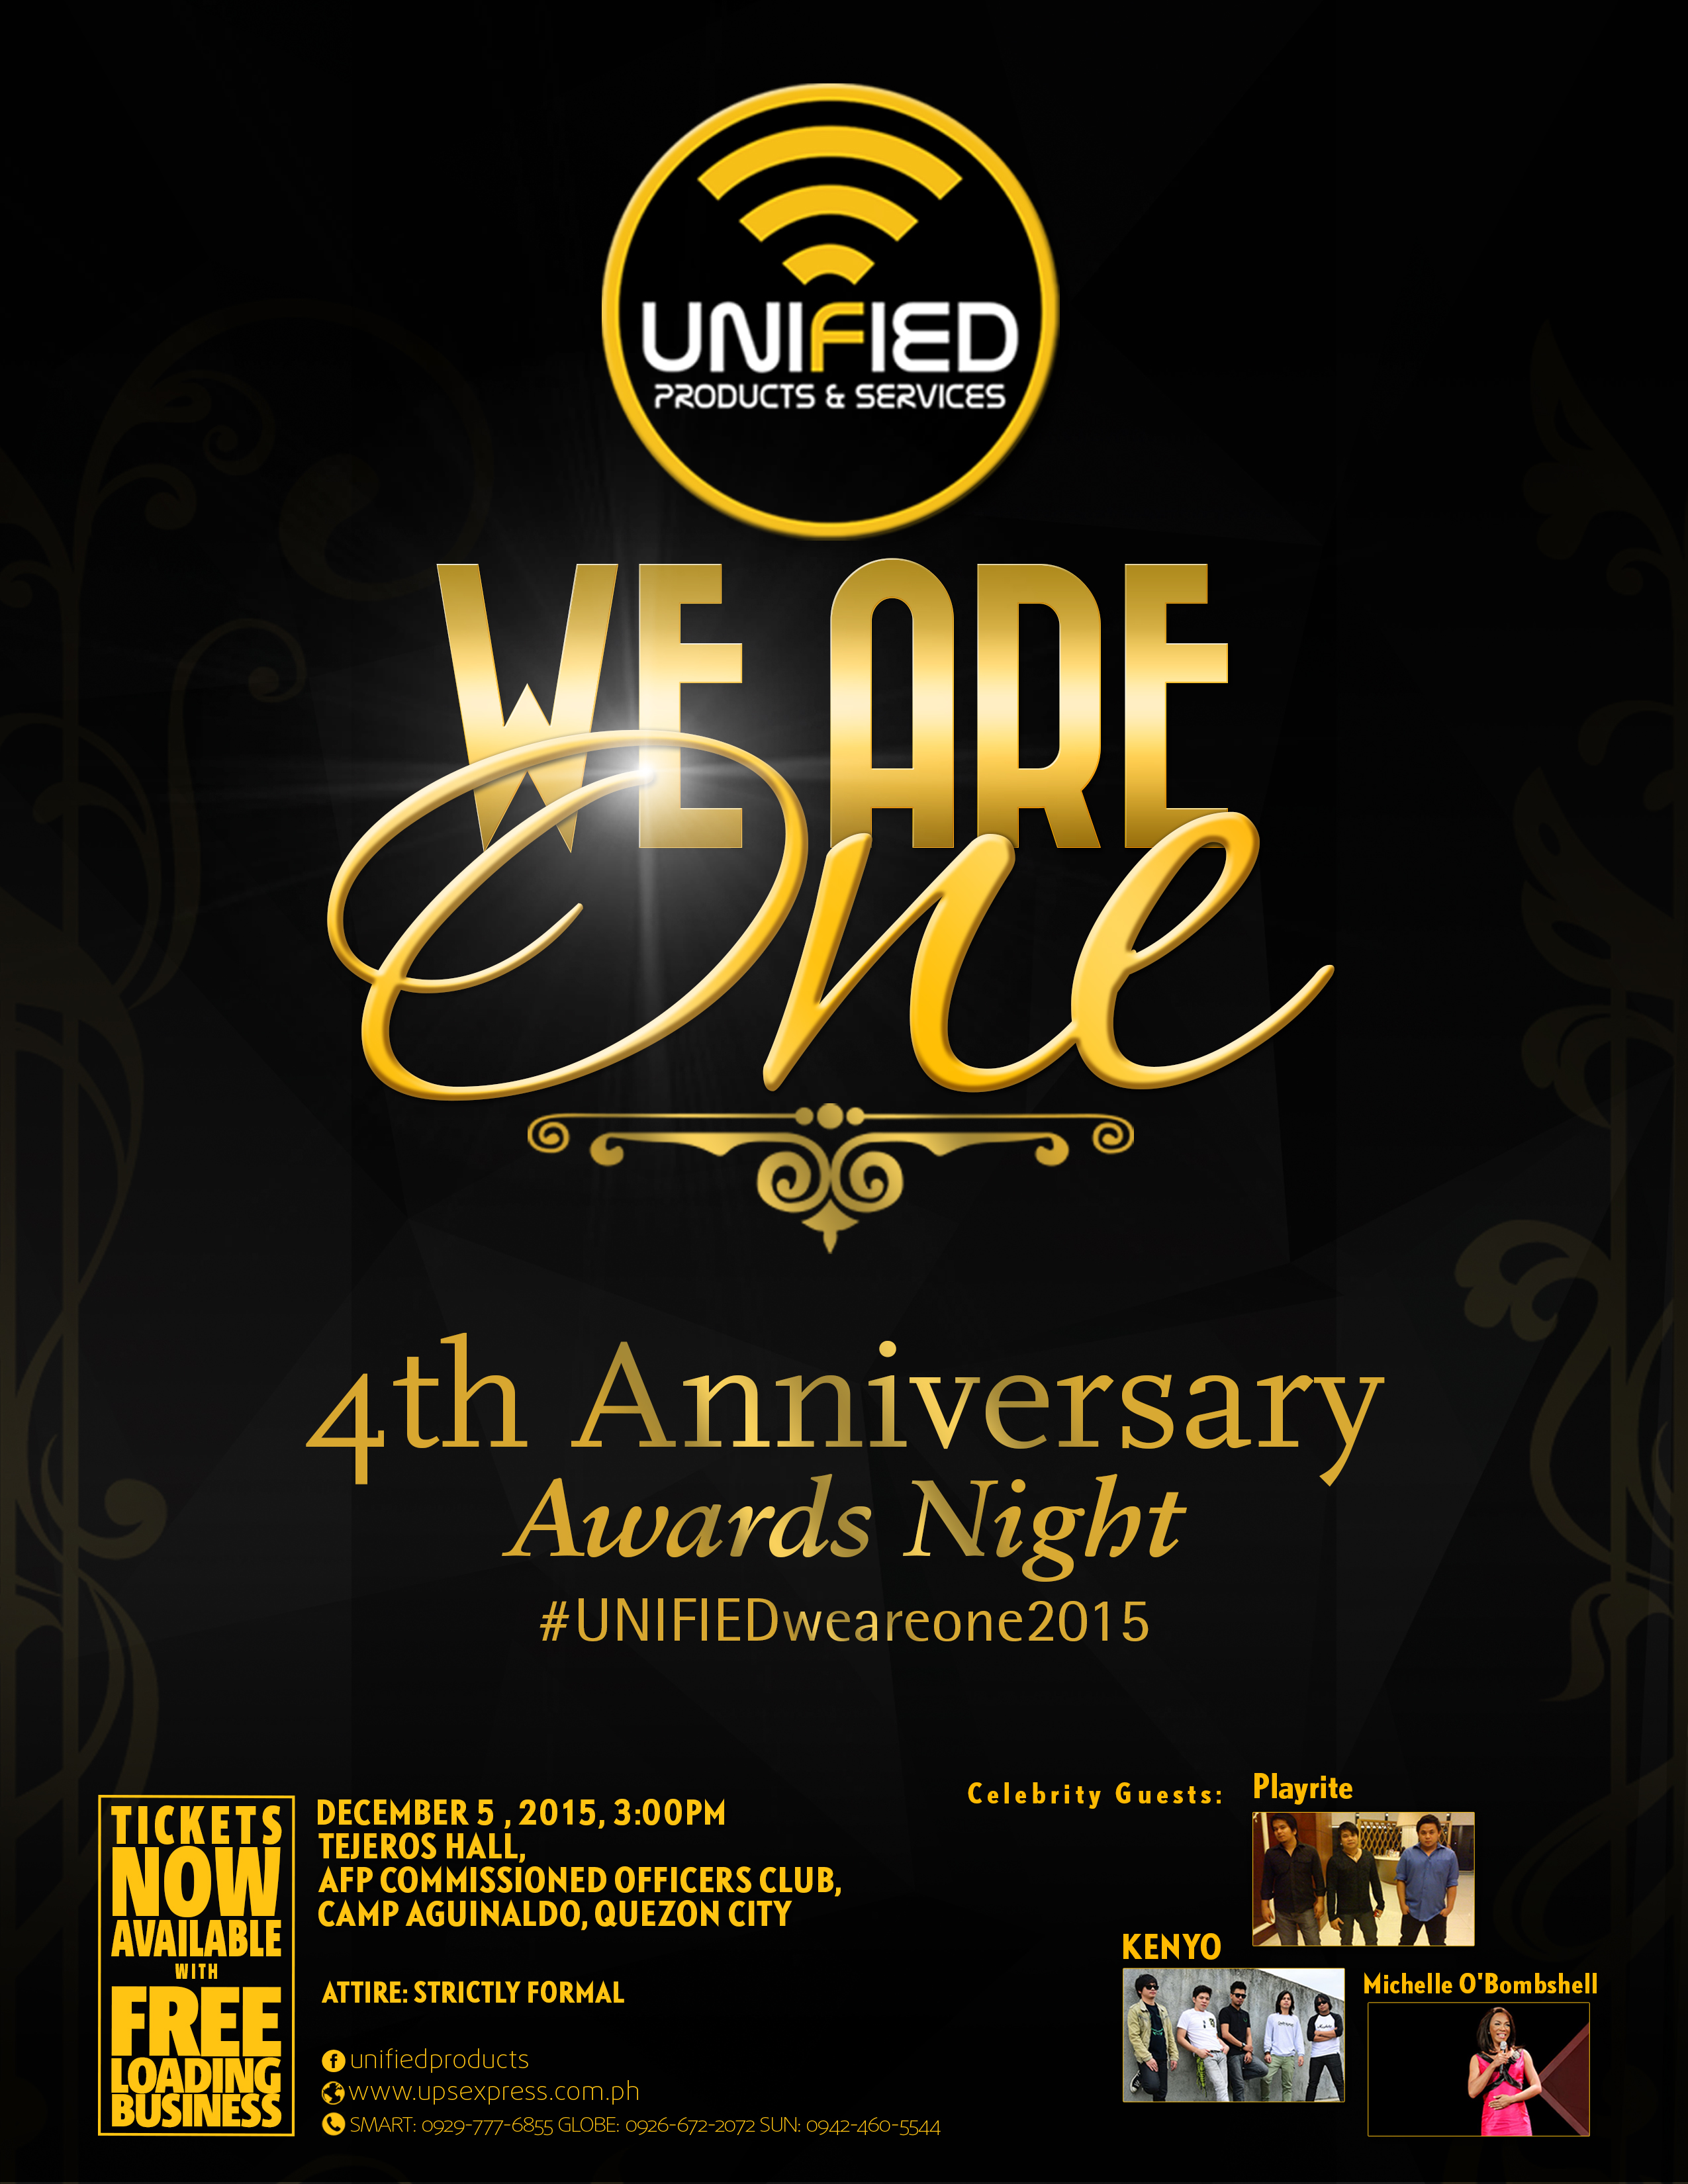 UNIFIED
PRODUCTS & SERVICES
WE ARE
One
4th Anniversary
Awards Night
#UNIFIEDweareone2015
TICKETS
NOW
AVAILABLE
WITH
FREE
LOADING
BUSINESS
DECEMBER 5 , 2015, 3:00PM
TEJEROS HALL,
AFP COMMISSIONED OFFICERS CLUB,
CAMP AGUINALDO, QUEZON CITY
ATTIRE: STRICTLY FORMAL
unifiedproducts
www.upsexpress.com.ph
SMART: 0929-777-6855 GLOBE: 0926-672-2072 SUN: 0942-460-5544
Celebrity Guests:
Playrite
KENYO
Michelle O'Bombshell